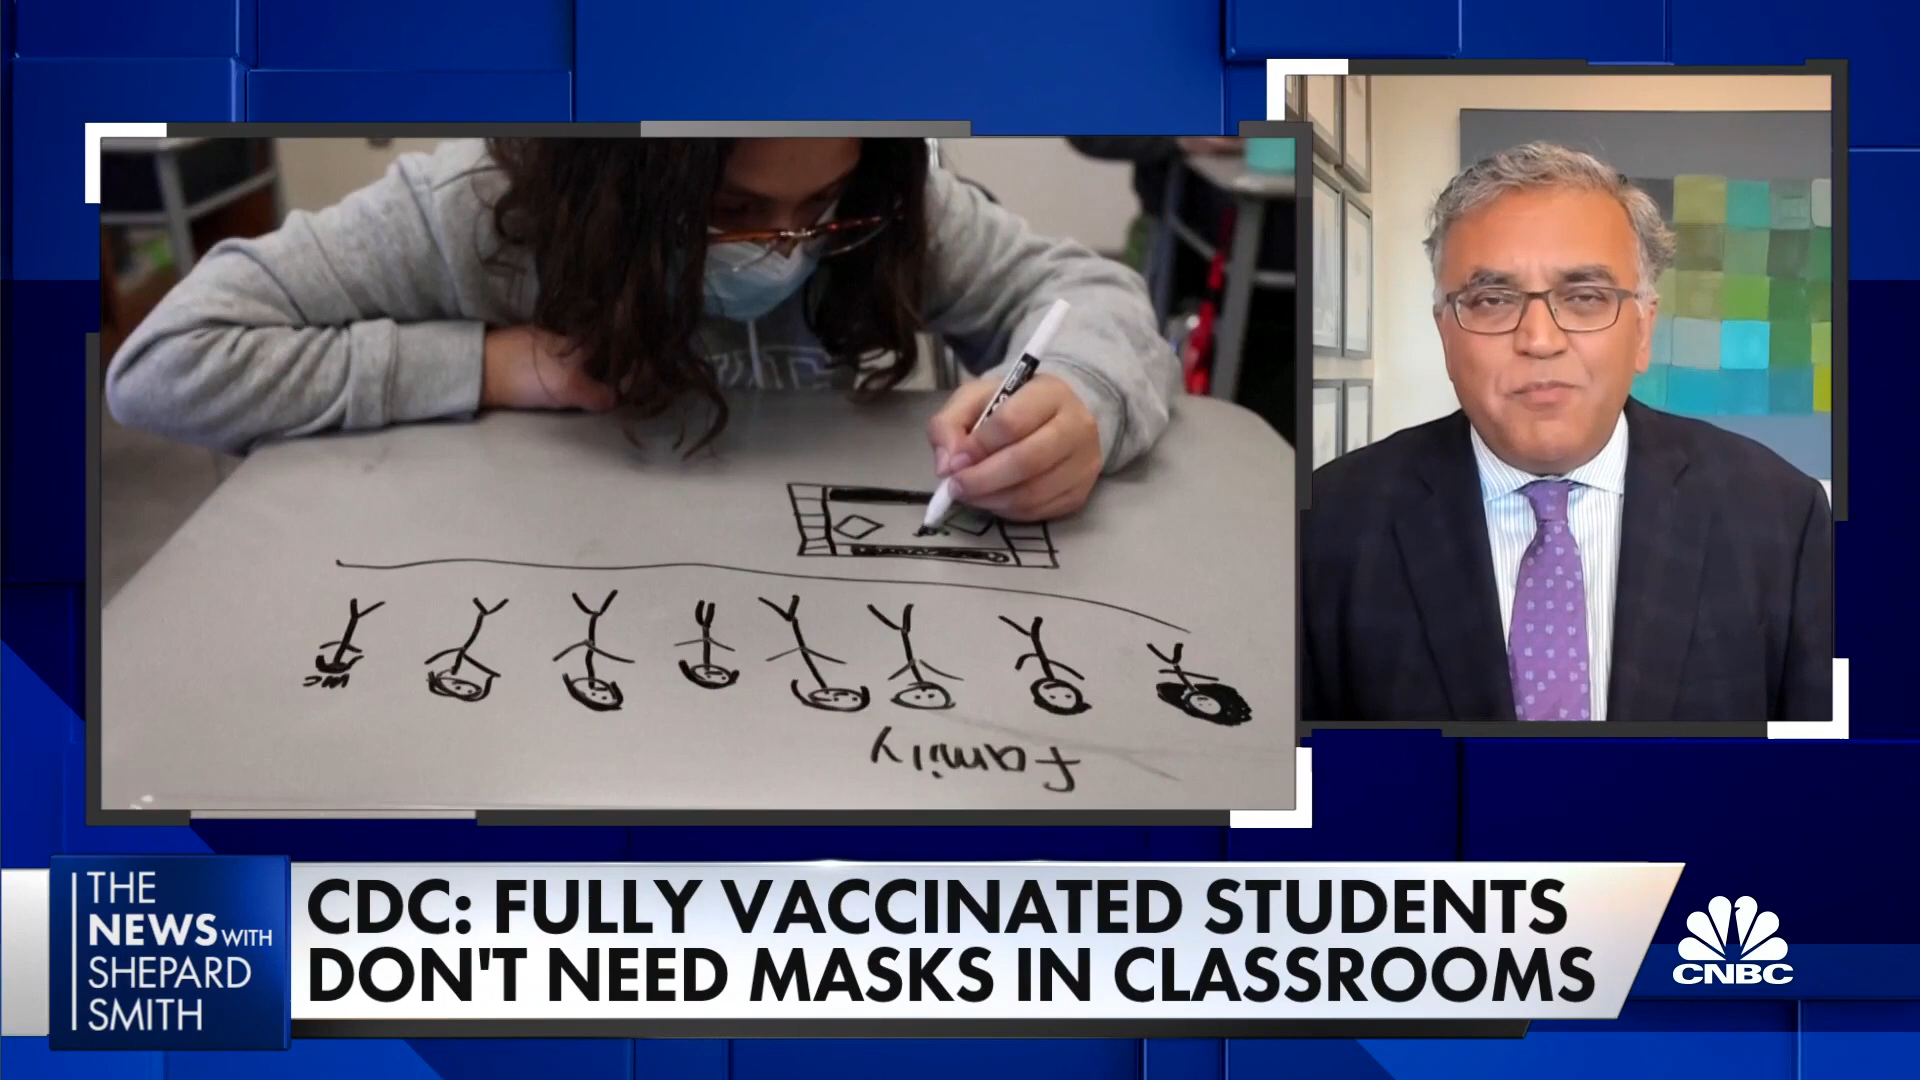 family
THE
NEWS WITH
SHEPARD
SMITH
CDC: FULLY VACCINATED STUDENTS
DON'T NEED MASKS IN CLASSROOMS
CNBC